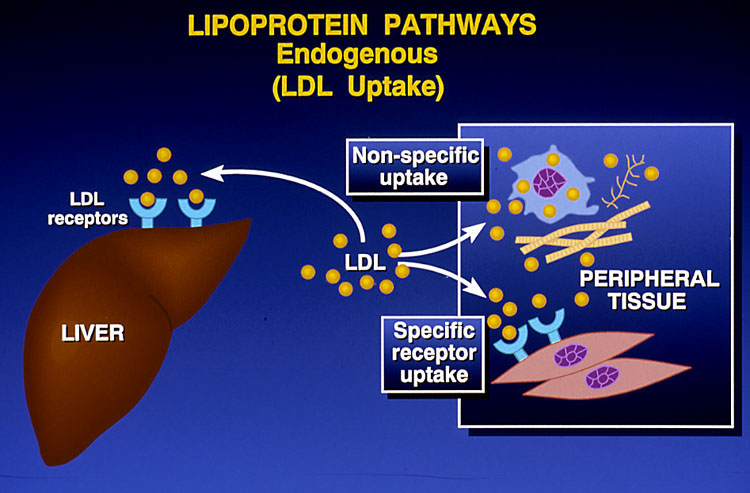 LIPOPROTEIN PATHWAYS
Endogenous
(LDL Uptake)
Non-specific
uptake
LDL
receptors
LDL
PERIPHERAL
TISSUE
LIVER
Specific
receptor
uptake